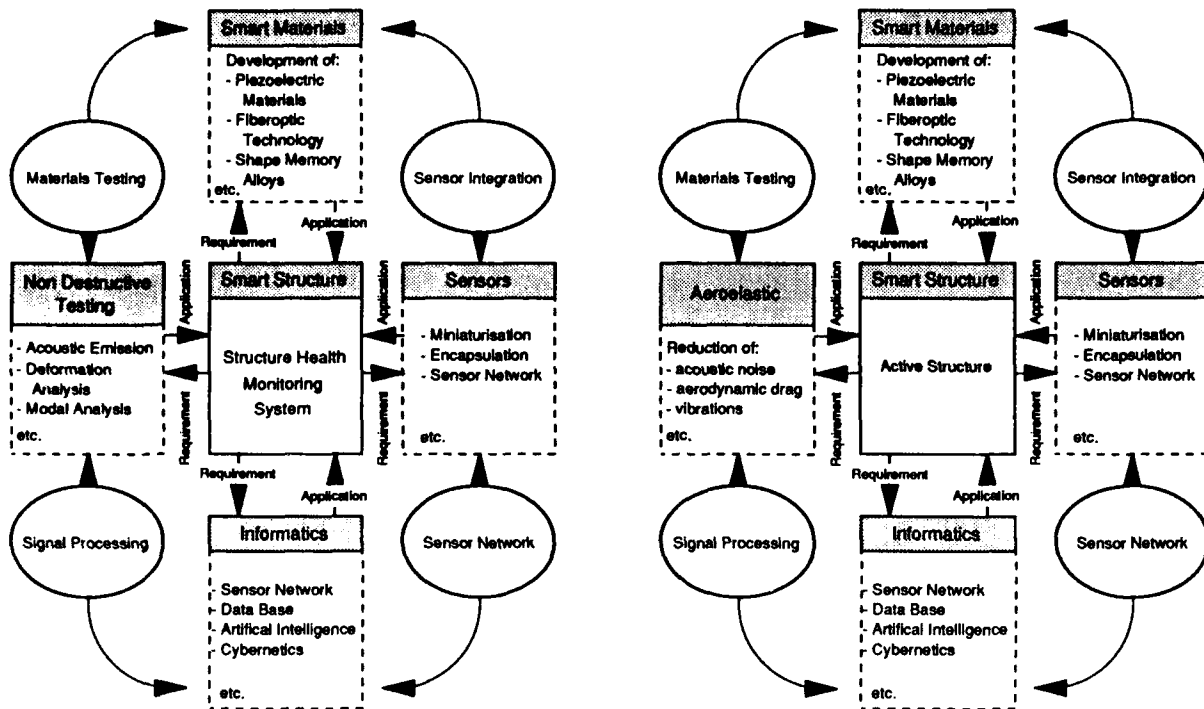 Smart Materials
Development of:
- Piezoelectric
Materials
- Fiberoptic
Technology
- Shape Memory
Alloys
etc.
Materials Testing
Sensor Integration
Requirement
Application
Non Destructive
Testing
- Acoustic Emission
- Deformation
Analysis
- Modal Analysis
etc.
Application
Requirement
Smart Structure
Structure Health
Monitoring
System
Application
Requirement
Sensors
- Miniaturisation
- Encapsulation
- Sensor Network
etc.
Requirement
Application
Signal Processing
Sensor Network
Informatics
- Sensor Network
- Data Base
- Artifical Intelligence
- Cybernetics
etc.
Smart Materials
Development of:
- Piezoelectric
Materials
- Fiberoptic
Technology
- Shape Memory
Alloys
etc.
Materials Testing
Sensor Integration
Requirement
Application
Aeroelastic
Reduction of:
- acoustic noise
- aerodynamic drag
- vibrations
etc.
Application
Requirement
Smart Structure
Active Structure
Application
Requirement
Sensors
- Miniaturisation
- Encapsulation
- Sensor Network
etc.
Requirement
Application
Signal Processing
Sensor Network
Informatics
- Sensor Network
- Data Base
- Artifical Intelligence
- Cybernetics
etc.